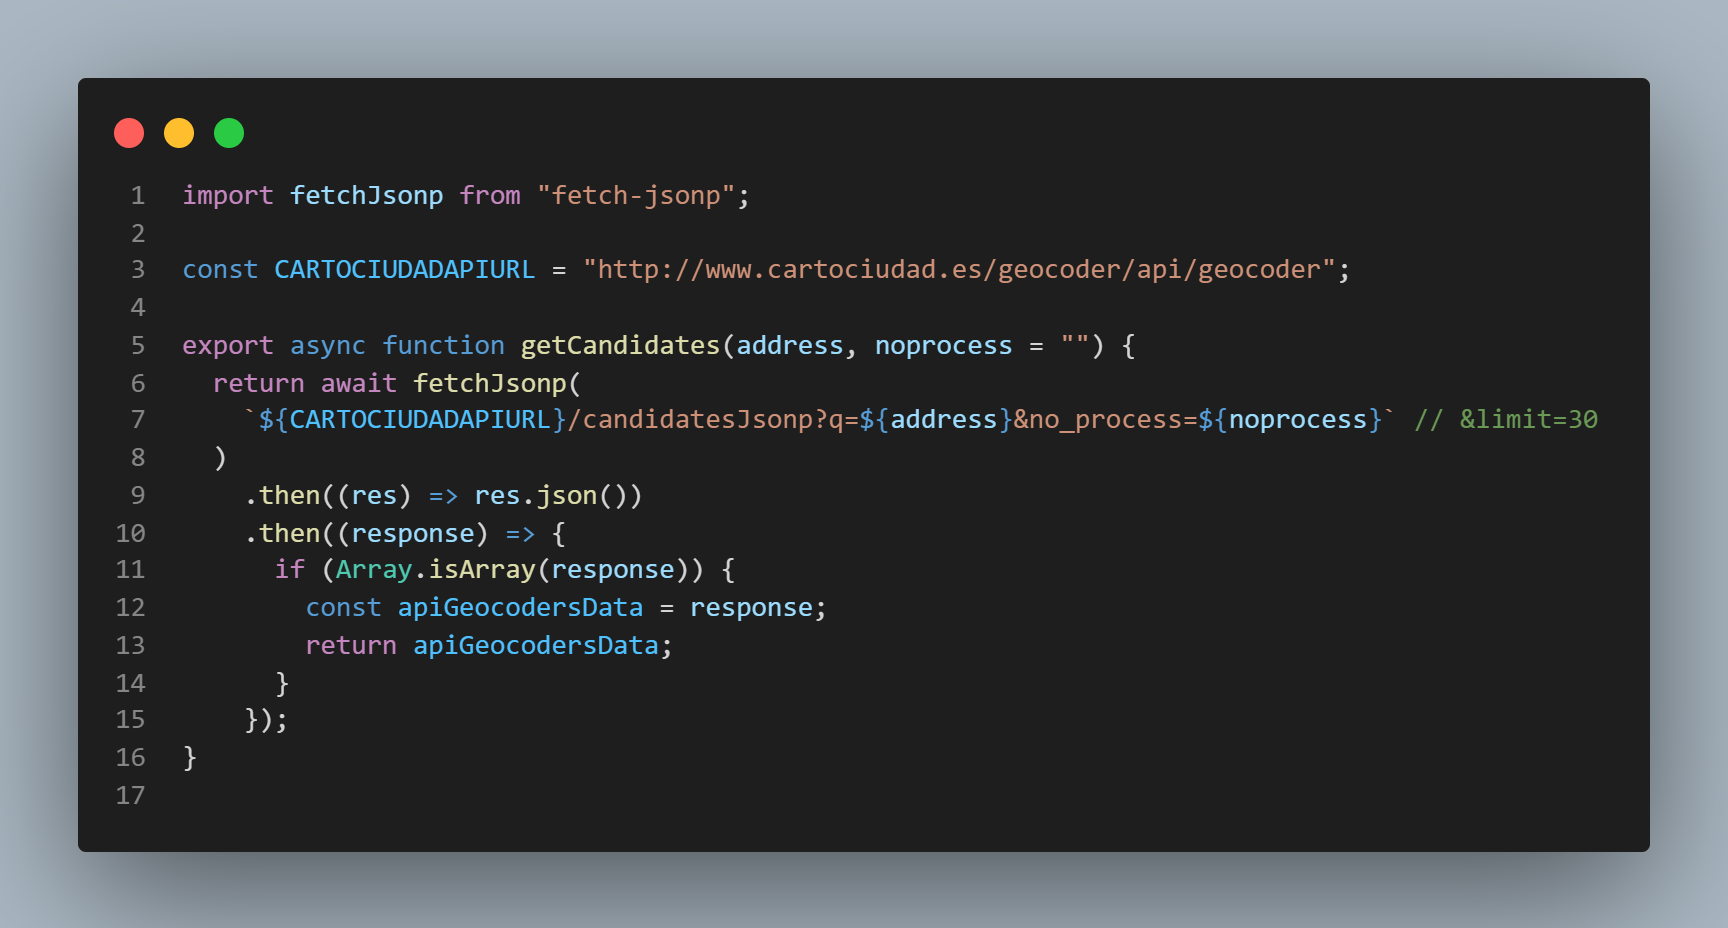 1 import fetchJsonp from "fetch-jsonp";
2
3 const CARTOCIUDADAPIURL = "http://www.cartociudad.es/geocoder/api/geocoder";
4
5 export async function getCandidates(address, noprocess = "") {
6   return await fetchJsonp(
7     `${CARTOCIUDADAPIURL}/candidatesJsonp?q=${address}&no_process=${noprocess}` // &limit=30
8   )
9     .then((res) => res.json())
10     .then((response) => {
11       if (Array.isArray(response)) {
12         const apiGeocodersData = response;
13         return apiGeocodersData;
14       }
15     });
16 }
17